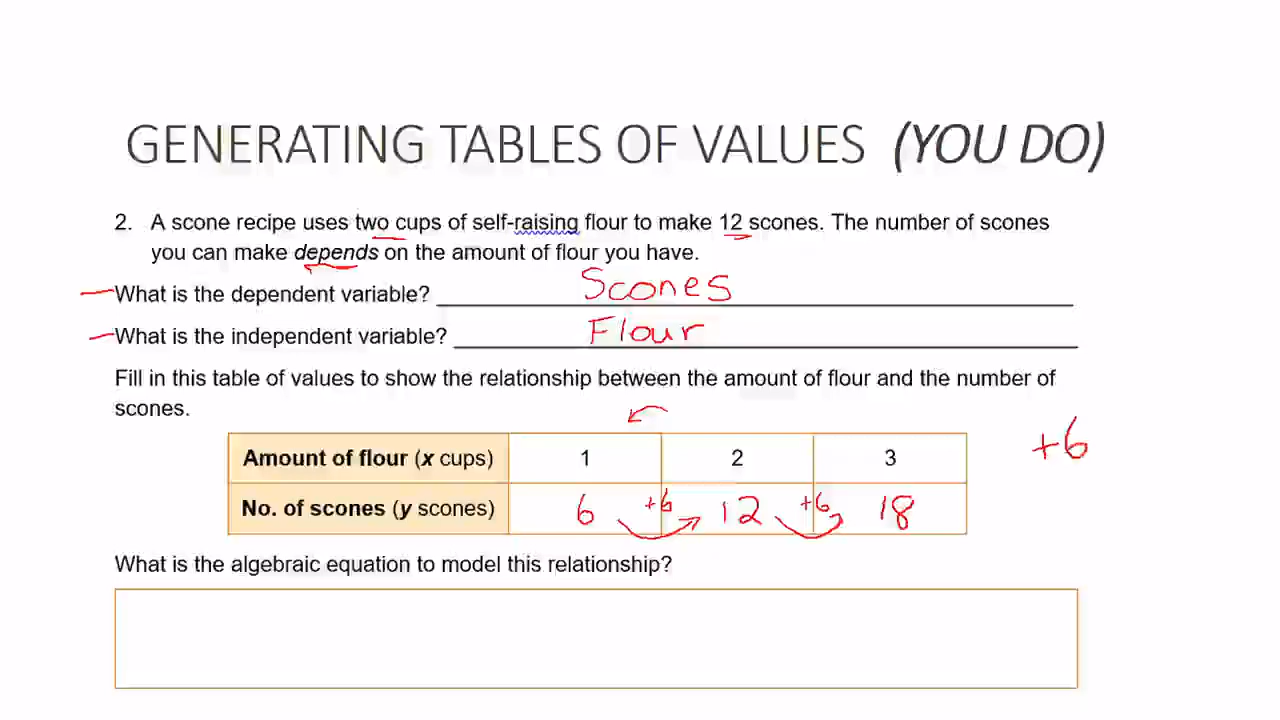 GENERATING TABLES OF VALUES (YOU DO)
2. A scone recipe uses two cups of self-raising flour to make 12 scones. The number of scones
you can make depends on the amount of flour you have.
What is the dependent variable? Scones
What is the independent variable? Flour
Fill in this table of values to show the relationship between the amount of flour and the number of
scones.
Amount of flour (x cups) 1 2 3 +6
No. of scones (y scones) 6 +6 12 +6 18
What is the algebraic equation to model this relationship?